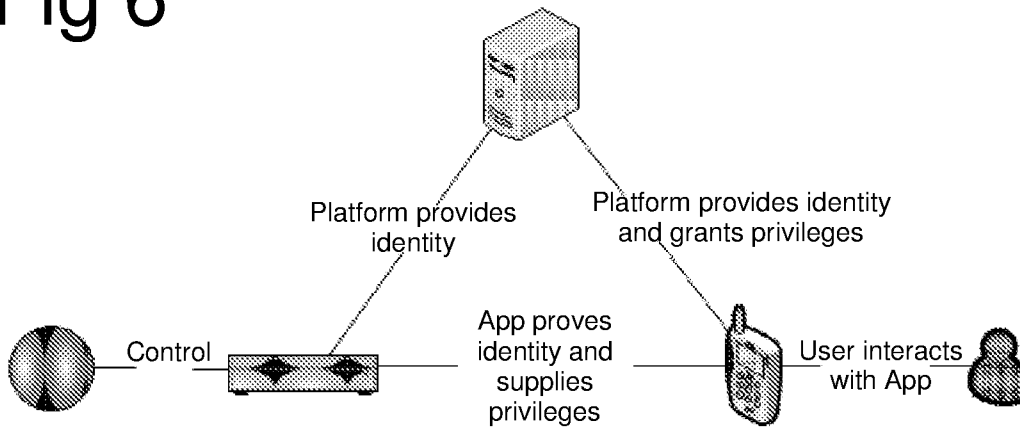 Fig 6
Platform provides
identity
Platform provides identity
and grants privileges
Control
App proves
identity and
supplies
privileges
User interacts
with App